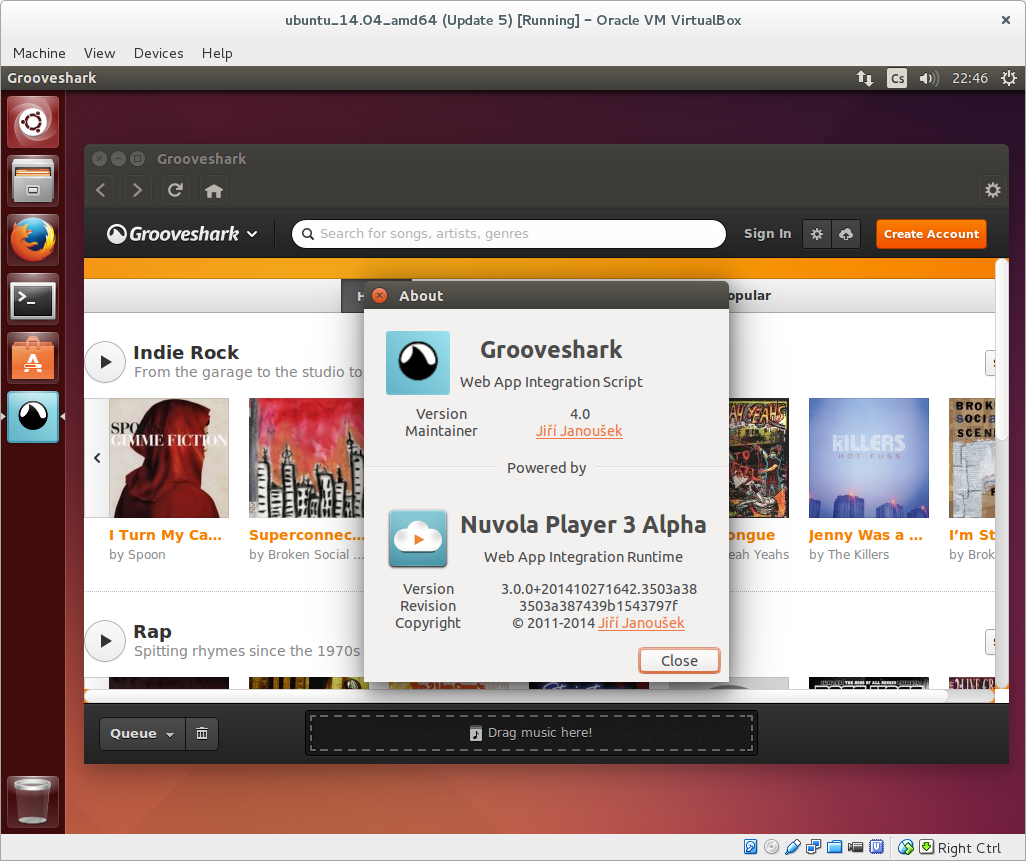 ubuntu_14.04_amd64 (Update 5) [Running] – Oracle VM VirtualBox
Machine View Devices Help
Grooveshark
Cs
22:46
Grooveshark
Grooveshark
Search for songs, artists, genres
Sign In
Create Account
About
Indie Rock
From the garage to the studio to
SPO
GIMME FICTION
KILLERS
HOT FUSS
BROK
SOCIA
SCEN
I Turn My Ca...
by Spoon
Superconnec...
by Broken Social ...
Jenny Was a ...
by The Killers
I'm St
by Brok
Grooveshark
Web App Integration Script
Version 4.0
Maintainer Jiří Janoušek
Powered by
Nuvola Player 3 Alpha
Web App Integration Runtime
Version 3.0.0+201410271642.3503a38
Revision 3503a387439b1543797f
Copyright © 2011-2014 Jiří Janoušek
Close
Rap
Spitting rhymes since the 1970s
Queue
Drag music here!
Right Ctrl